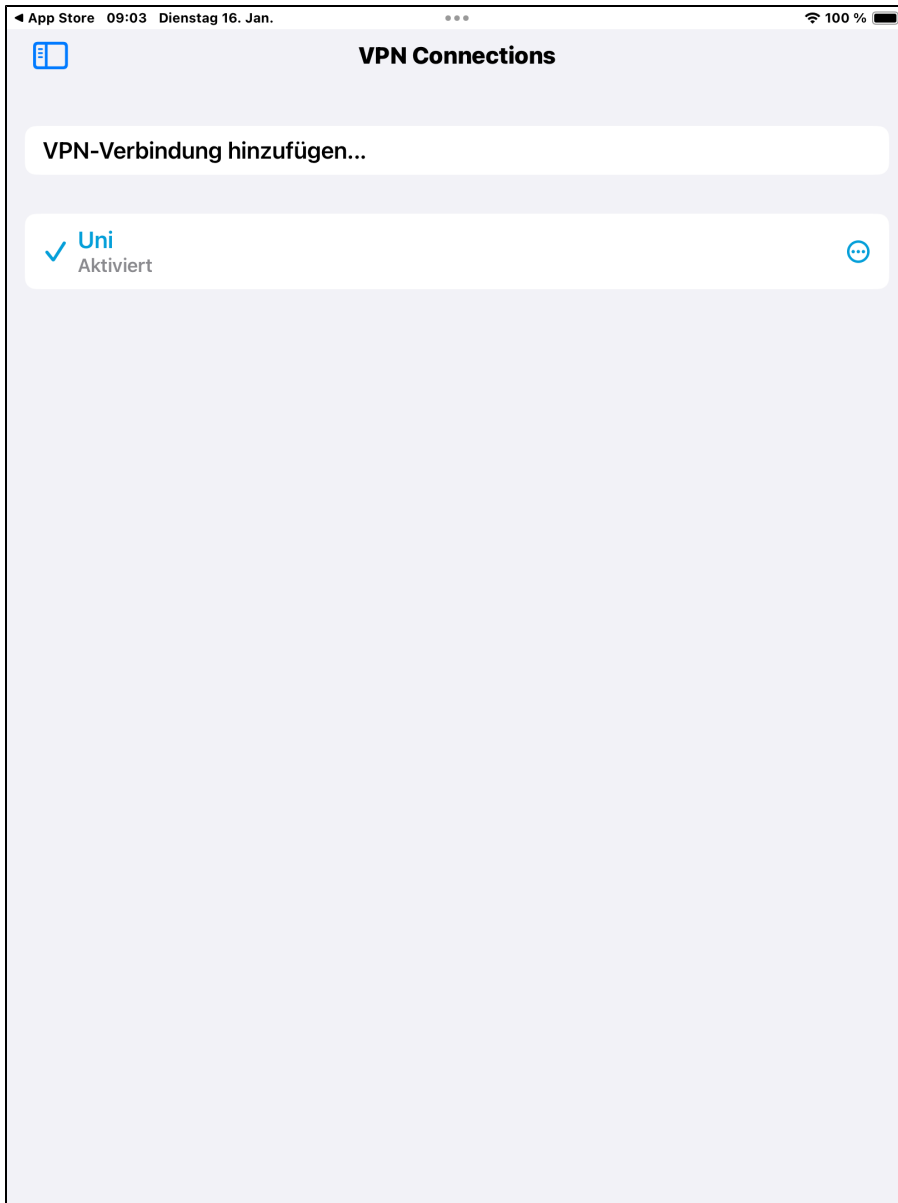 ◀ App Store 09:03 Dienstag 16. Jan. 100 %
VPN Connections
VPN-Verbindung hinzufügen...
Uni
Aktiviert